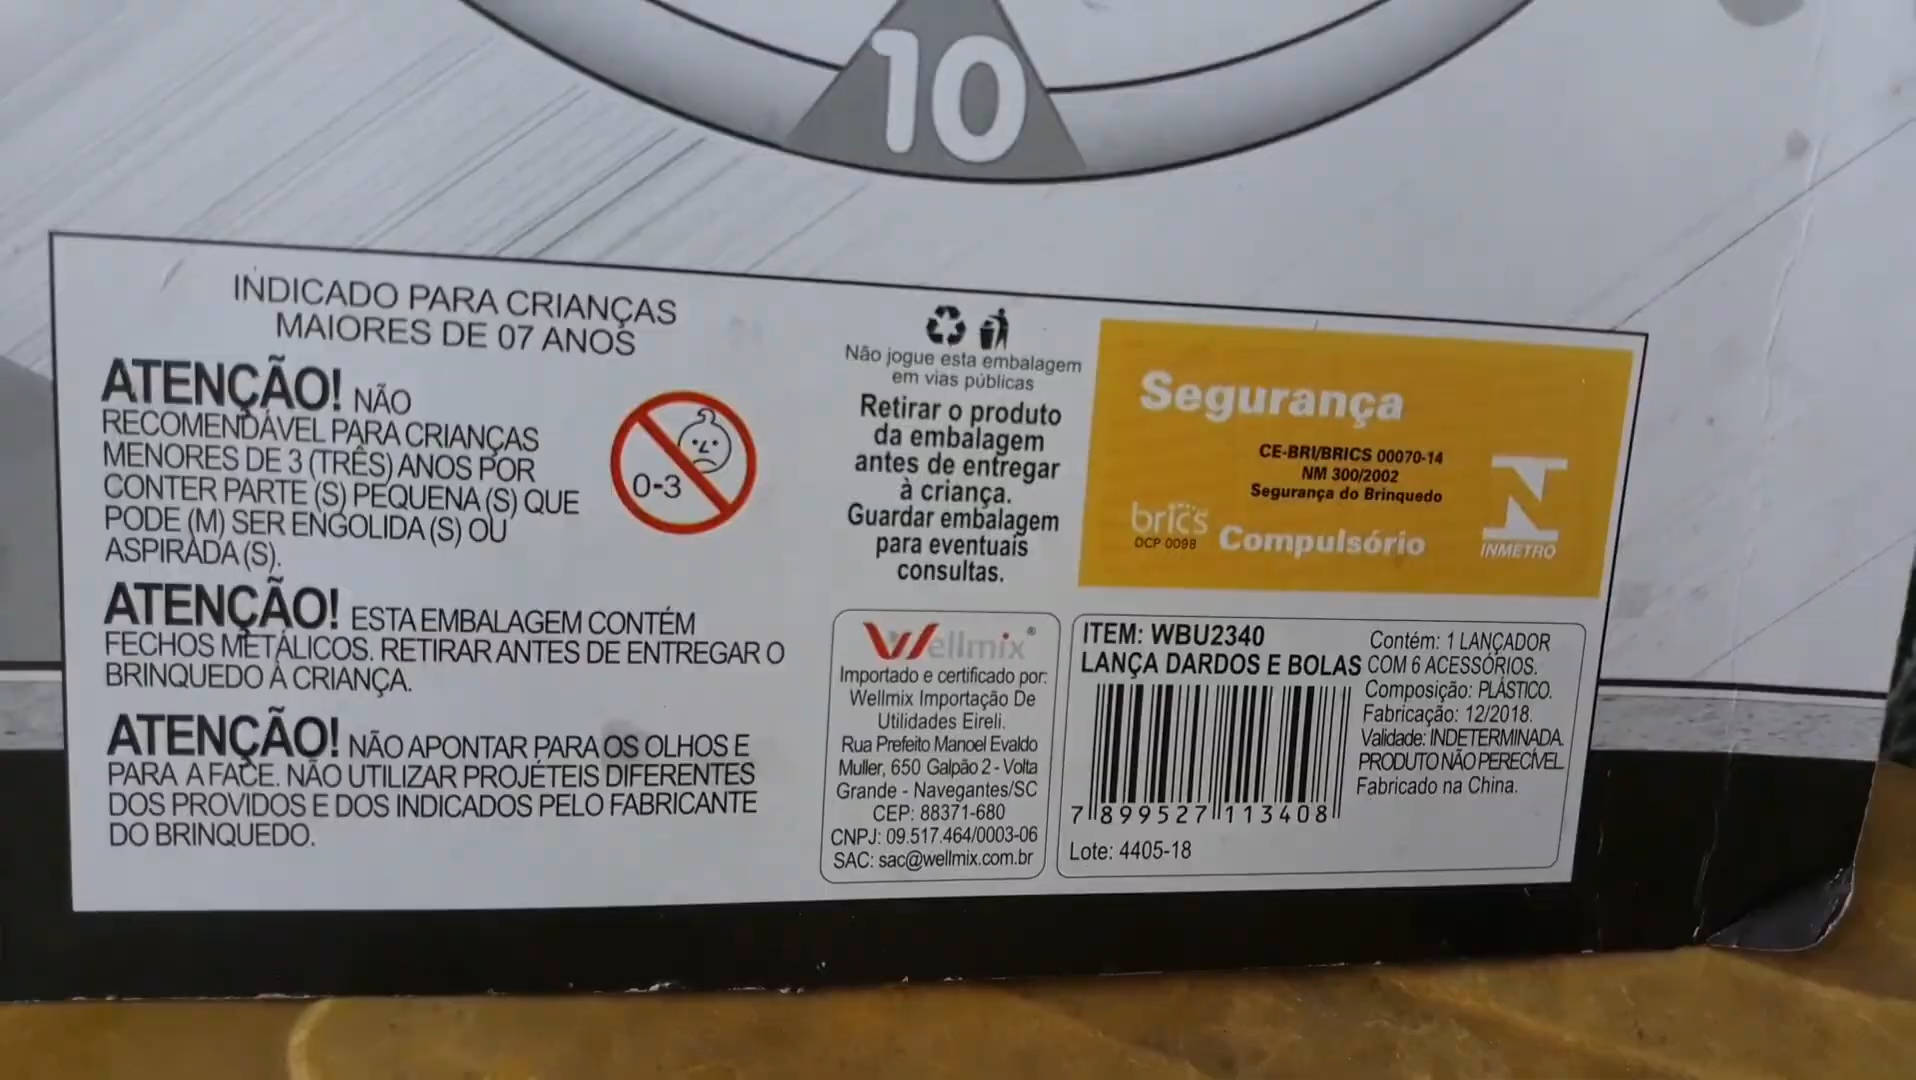 10
INDICADO PARA CRIANÇAS
MAIORES DE 07 ANOS
ATENÇÃO! NÃO
RECOMENDÁVEL PARA CRIANÇAS
MENORES DE 3 (TRÊS) ANOS POR
CONTER PARTE (S) PEQUENA (S) QUE
PODE (M) SER ENGOLIDA (S) OU
ASPIRADA (S).
0-3
ATENÇÃO! ESTA EMBALAGEM CONTÉM
FECHOS METÁLICOS. RETIRAR ANTES DE ENTREGAR O
BRINQUEDO À CRIANÇA.
ATENÇÃO! NÃO APONTAR PARA OS OLHOS E
PARA A FACE. NÃO UTILIZAR PROJÉTEIS DIFERENTES
DOS PROVIDOS E DOS INDICADOS PELO FABRICANTE
DO BRINQUEDO.
Não jogue esta embalagem
em vias públicas
Retirar o produto
da embalagem
antes de entregar
à criança.
Guardar embalagem
para eventuais
consultas.
Segurança
CE-BRI/BRICS 00070-14
NM 300/2002
Segurança do Brinquedo
brics
OCP 0098
Compulsório
INMETRO
Wellmix®
Importado e certificado por:
Wellmix Importação De
Utilidades Eireli.
Rua Prefeito Manoel Evaldo
Muller, 650 Galpão 2 - Volta
Grande - Navegantes/SC
CEP: 88371-680
CNPJ: 09.517.464/0003-06
SAC: sac@wellmix.com.br
ITEM: WBU2340
LANÇA DARDOS E BOLAS
7 899527 113408
Lote: 4405-18
Contém: 1 LANÇADOR
COM 6 ACESSÓRIOS.
Composição: PLÁSTICO.
Fabricação: 12/2018.
Validade: INDETERMINADA.
PRODUTO NÃO PERECÍVEL.
Fabricado na China.